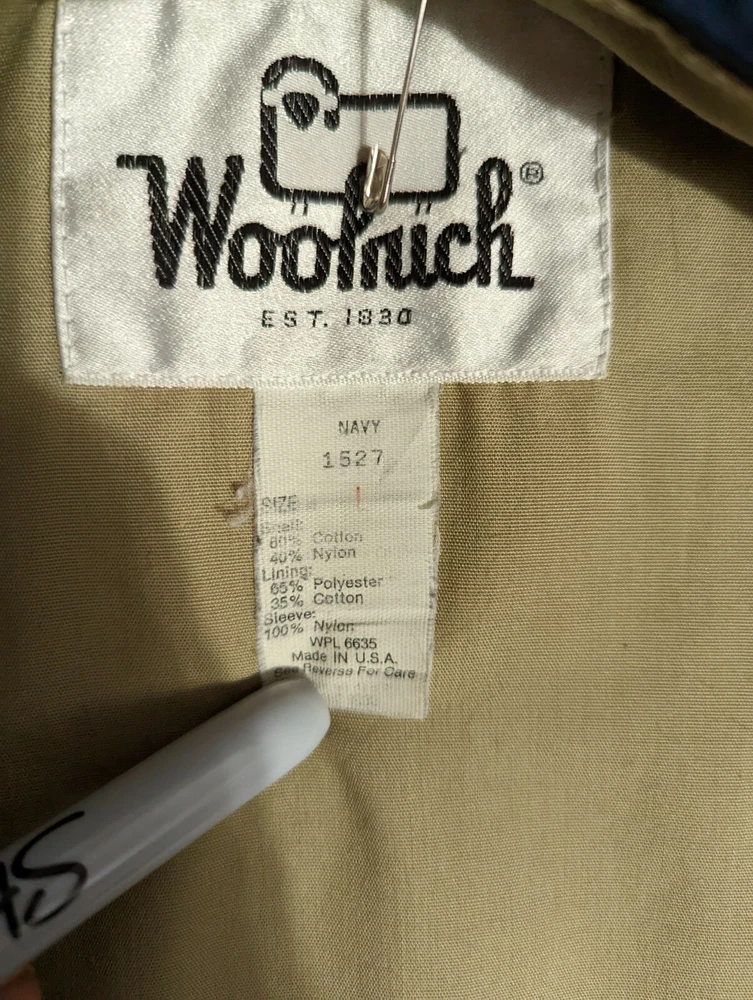 Woolrich®
EST. 1830
NAVY
1527
SIZE
Shell:
60% Cotton
40% Nylon
Lining:
65% Polyester
35% Cotton
Sleeve:
100% Nylon
WPL 6635
Made IN U.S.A.
See Reverse For Care
AS